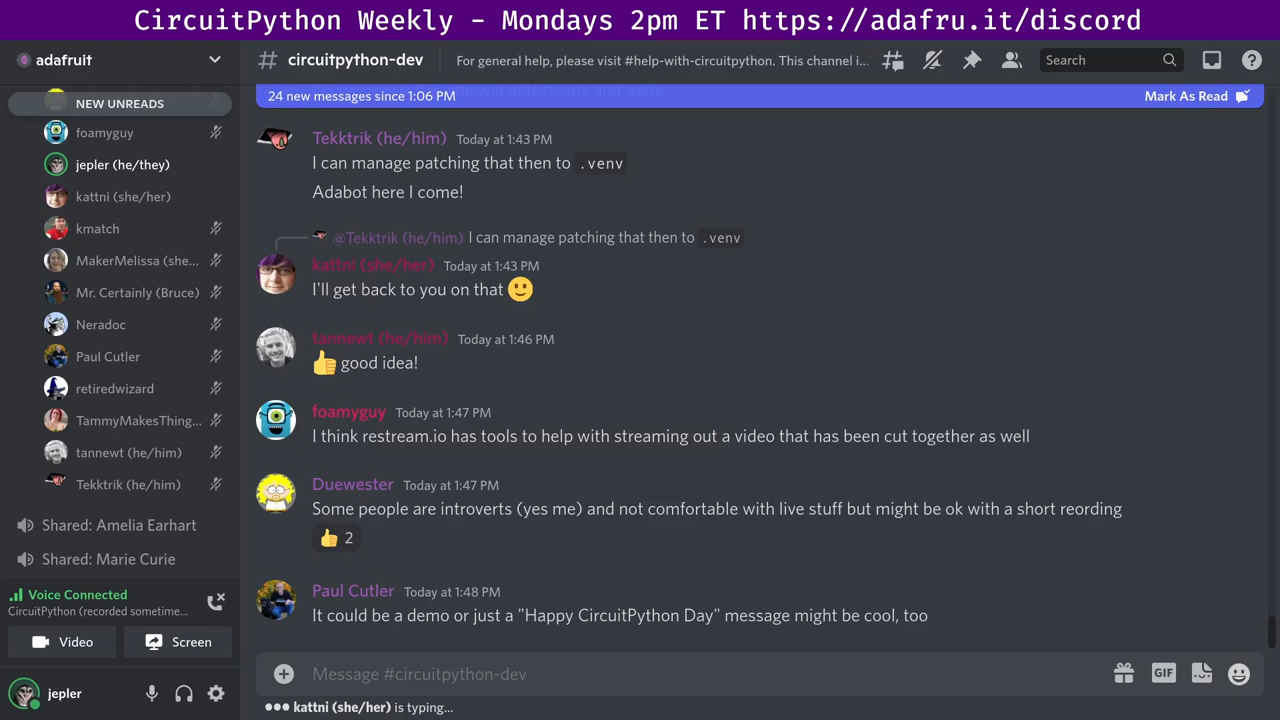 CircuitPython Weekly - Mondays 2pm ET https://adafru.it/discord
adafruit
NEW UNREADS
foamyguy
jepler (he/they)
kattni (she/her)
kmatch
MakerMelissa (she...
Mr. Certainly (Bruce)
Neradoc
Paul Cutler
retiredwizard
TammyMakesThing...
tannewt (he/him)
Tekktrik (he/him)
Shared: Amelia Earhart
Shared: Marie Curie
Voice Connected
CircuitPython (recorded sometime...
Video
Screen
jepler
# circuitpython-dev
For general help, please visit #help-with-circuitpython. This channel i...
Search
24 new messages since 1:06 PM
Mark As Read
Tekktrik (he/him) Today at 1:43 PM
I can manage patching that then to .venv
Adabot here I come!
@Tekktrik (he/him) I can manage patching that then to .venv
kattni (she/her) Today at 1:43 PM
I'll get back to you on that 🙂
tannewt (he/him) Today at 1:46 PM
👍 good idea!
foamyguy Today at 1:47 PM
I think restream.io has tools to help with streaming out a video that has been cut together as well
Duewester Today at 1:47 PM
Some people are introverts (yes me) and not comfortable with live stuff but might be ok with a short reording
👍 2
Paul Cutler Today at 1:48 PM
It could be a demo or just a "Happy CircuitPython Day" message might be cool, too
Message #circuitpython-dev
GIF
kattni (she/her) is typing...